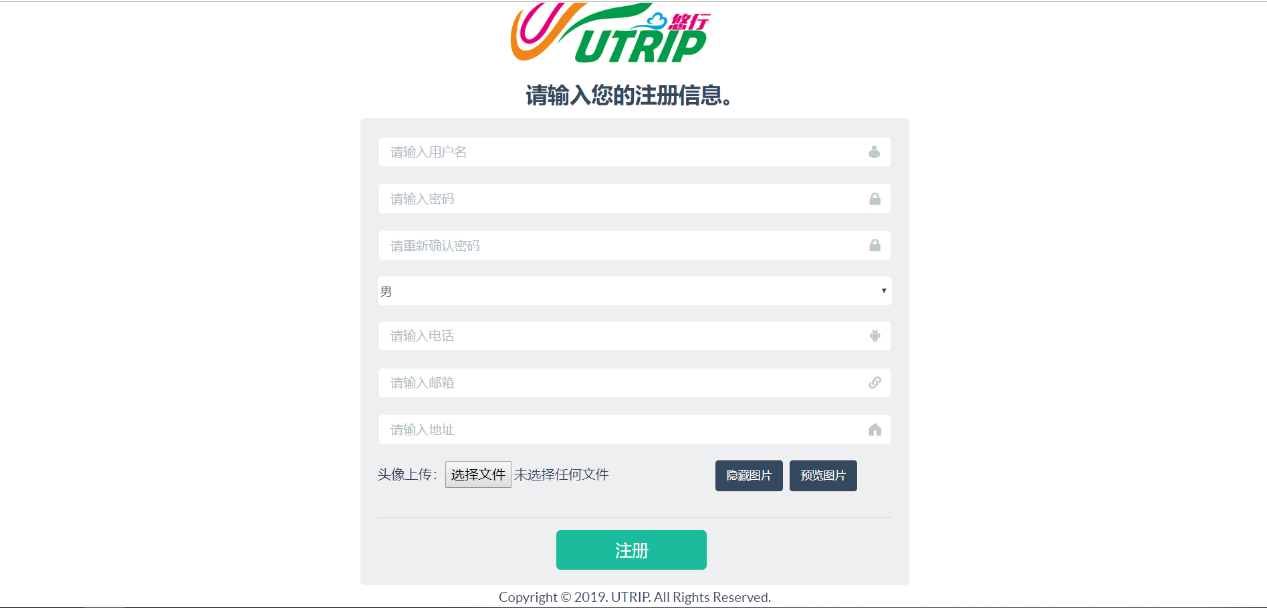 悠行
UTRIP
请输入您的注册信息。
请输入用户名
请输入密码
请重新确认密码
男
请输入电话
请输入邮箱
请输入地址
头像上传： 选择文件 未选择任何文件 隐藏图片 预览图片
注册
Copyright © 2019. UTRIP. All Rights Reserved.